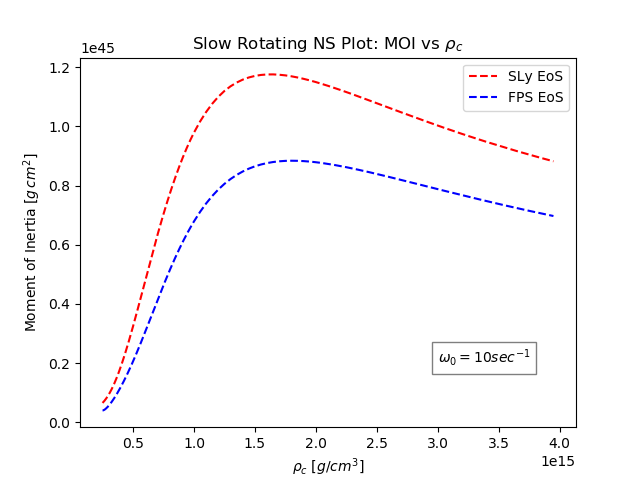 Slow Rotating NS Plot: MOI vs ρ_c
1e45
SLy EoS
FPS EoS
1.2
1.0
0.8
0.6
0.4
0.2
0.0
Moment of Inertia [g cm²]
ω₀ = 10sec⁻¹
0.5 1.0 1.5 2.0 2.5 3.0 3.5 4.0
1e15
ρ_c [g/cm³]